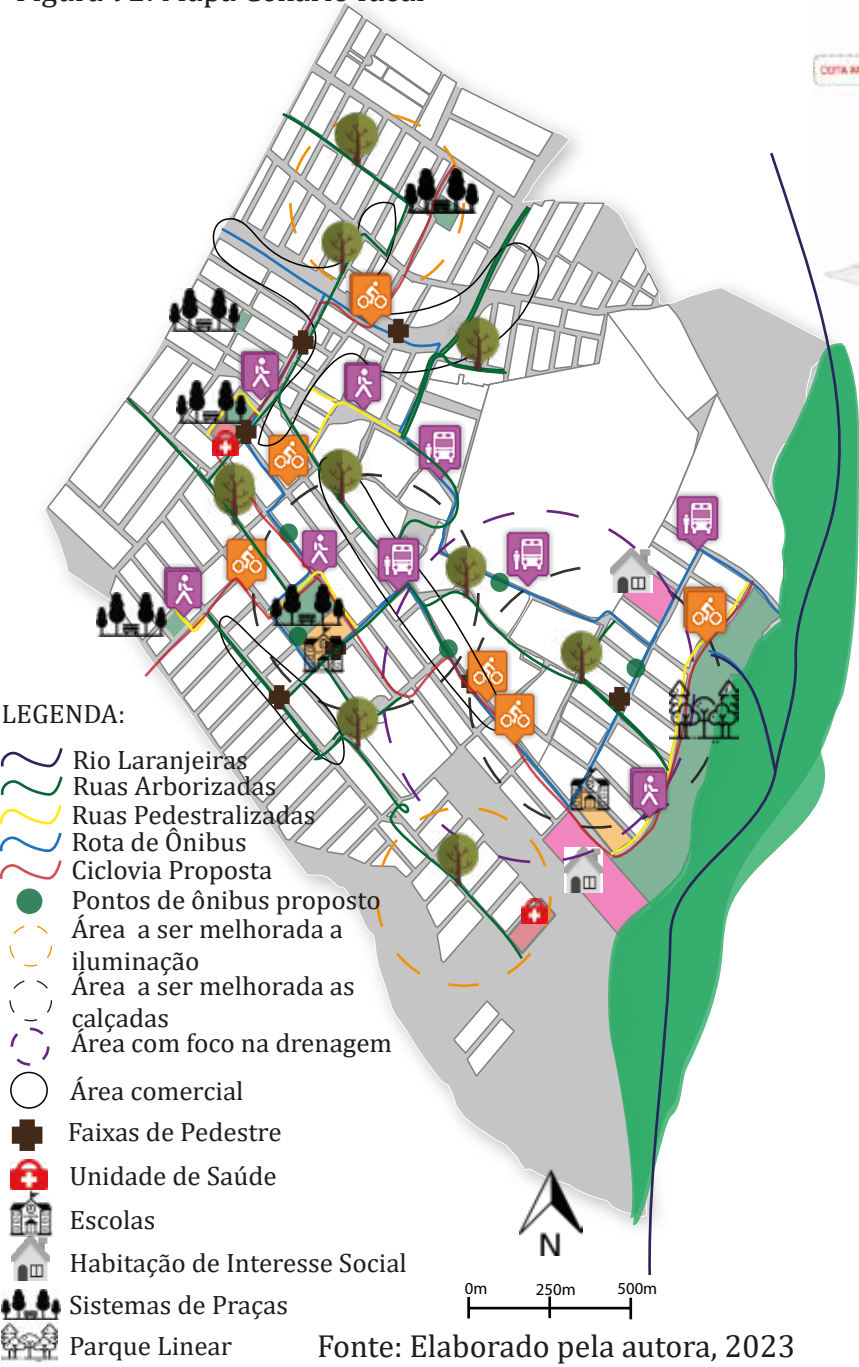 LEGENDA:
Rio Laranjeiras
Ruas Arborizadas
Ruas Pedestralizadas
Rota de Ônibus
Ciclovia Proposta
Pontos de ônibus proposto
Área a ser melhorada a
iluminação
Área a ser melhorada as
calçadas
Área com foco na drenagem
Área comercial
Faixas de Pedestre
Unidade de Saúde
Escolas
Habitação de Interesse Social
Sistemas de Praças
Parque Linear
N
0m 250m 500m
Fonte: Elaborado pela autora, 2023